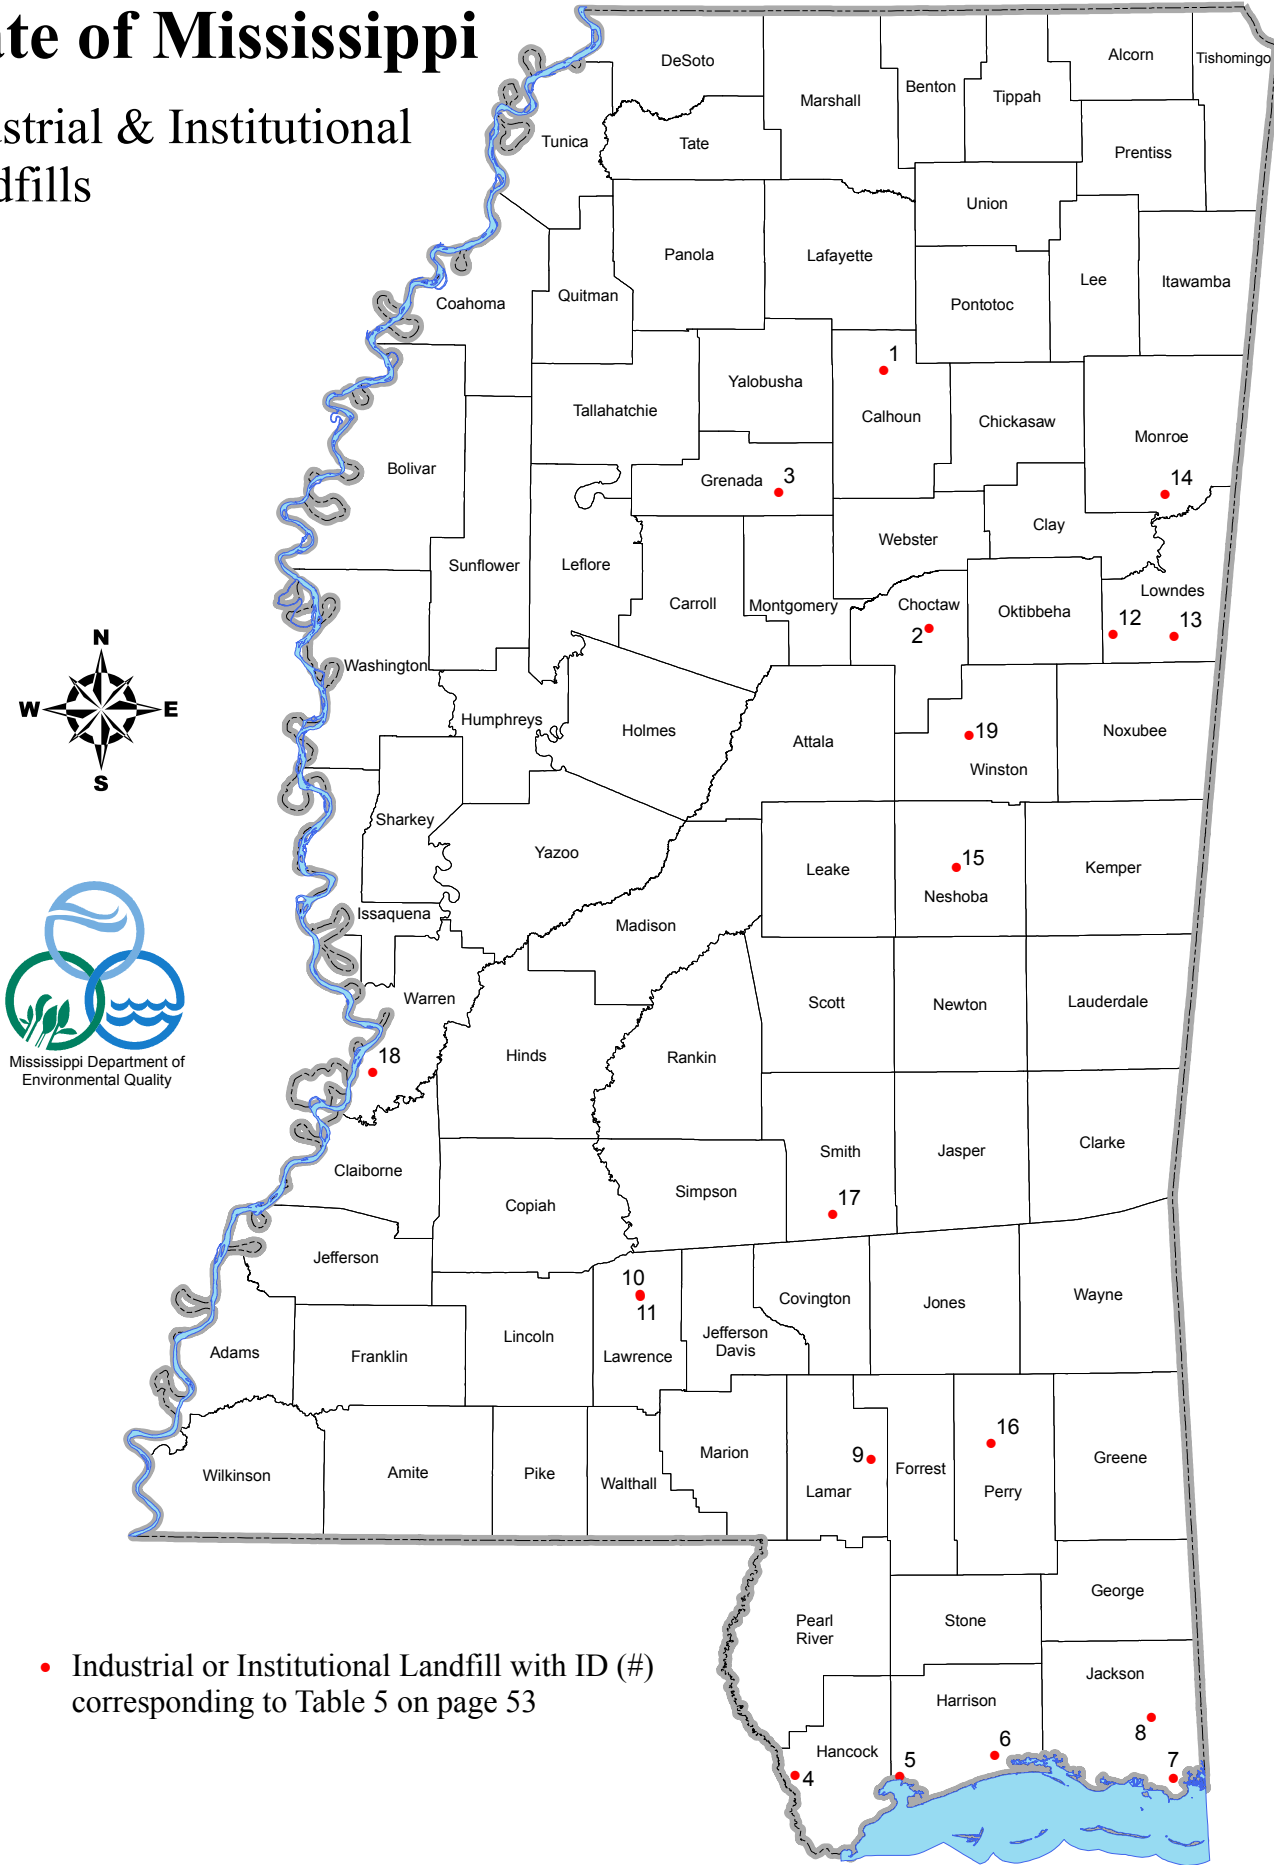 ate of Mississippi
ustrial & Institutional
dfills
DeSoto
Marshall
Benton
Tippah
Alcorn
Tishomingo
Tunica
Tate
Prentiss
Union
Panola
Lafayette
Lee
Itawamba
Coahoma
Quitman
Pontotoc
1
Yalobusha
Tallahatchie
Calhoun
Chickasaw
Monroe
Bolivar
Grenada
3
14
Clay
Webster
Sunflower
Leflore
Lowndes
Carroll
Montgomery
Choctaw
Oktibbeha
2
12
13
N
W
E
S
Washington
Humphreys
Holmes
Attala
19
Winston
Noxubee
Sharkey
Yazoo
Leake
15
Neshoba
Kemper
Issaquena
Madison
Warren
Scott
Newton
Lauderdale
Mississippi Department of
Environmental Quality
18
Hinds
Rankin
Claiborne
Smith
Jasper
Clarke
Copiah
Simpson
17
Jefferson
10
11
Covington
Jones
Wayne
Adams
Franklin
Lincoln
Lawrence
Jefferson
Davis
Wilkinson
Amite
Pike
Walthall
Marion
9
Lamar
Forrest
16
Perry
Greene
Pearl
River
Stone
George
Industrial or Institutional Landfill with ID (#)
corresponding to Table 5 on page 53
Jackson
Harrison
8
Hancock
6
5
4
7